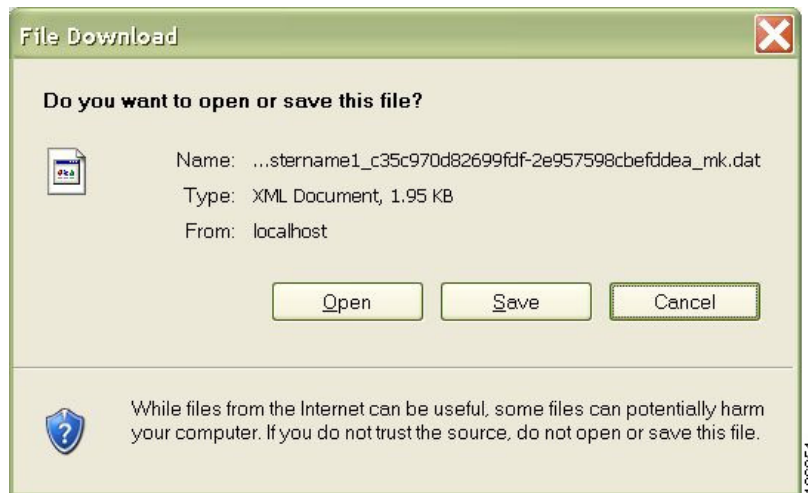 File Download
Do you want to open or save this file?
Name: ...stername1_c35c970d82699fdf-2e957598cbefddea_mk.dat
Type: XML Document, 1.95 KB
From: localhost
Open Save Cancel
While files from the Internet can be useful, some files can potentially harm
your computer. If you do not trust the source, do not open or save this file.